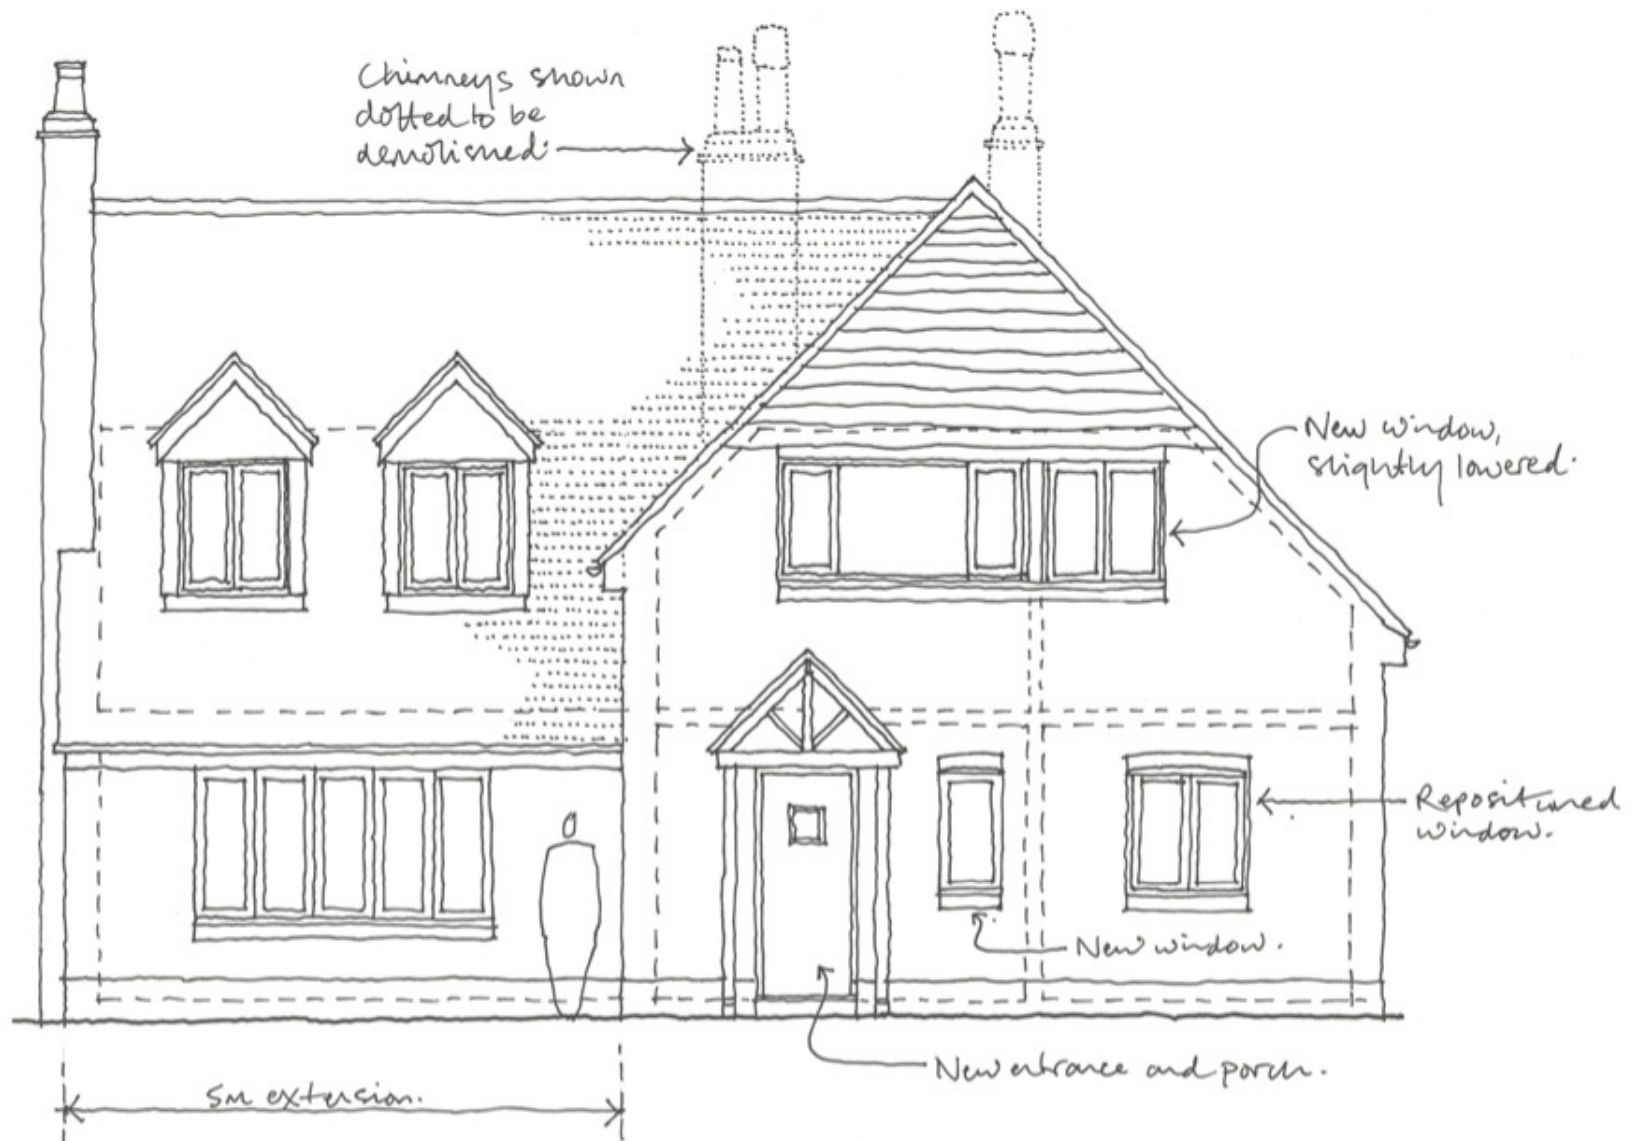 Chimneys shown
dotted to be
demolished.
New window,
slightly lowered.
Repositioned
window.
New window.
New entrance and porch.
5m extension.